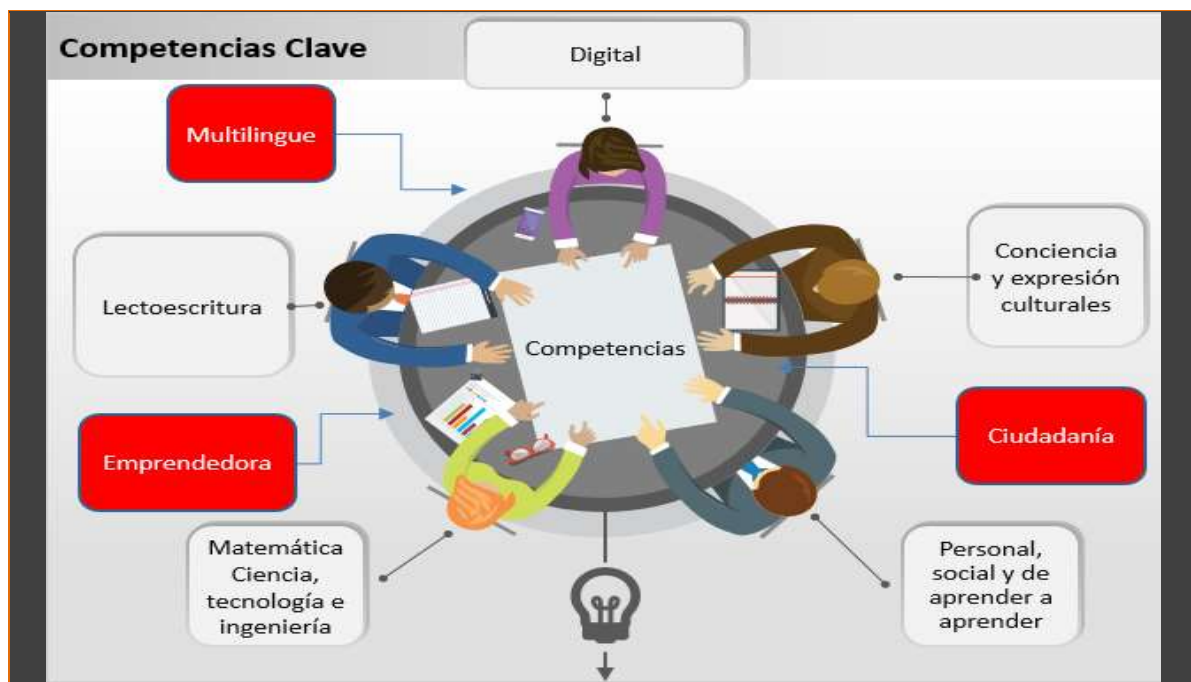 Competencias Clave
Digital
Multilingue
Lectoescritura
Conciencia
y expresión
culturales
Competencias
Emprendedora
Ciudadanía
Matemática
Ciencia,
tecnología e
ingeniería
Personal,
social y de
aprender a
aprender